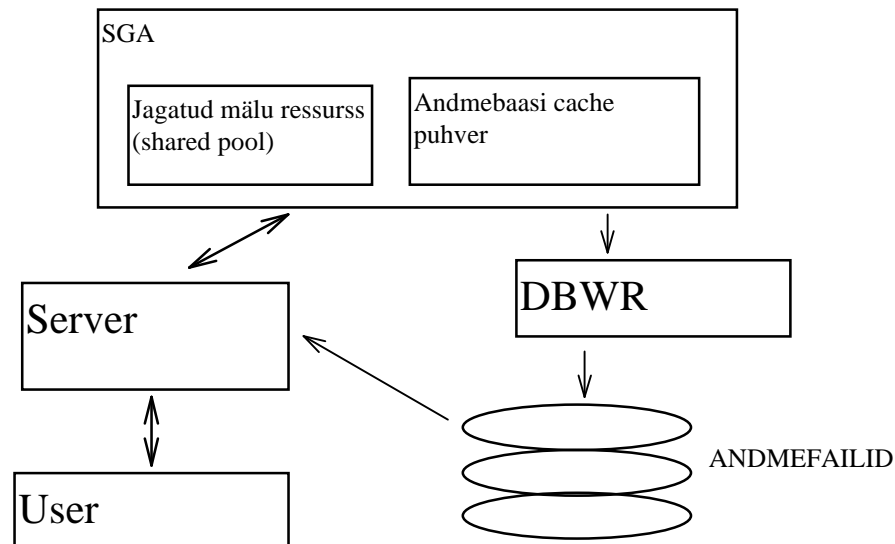 SGA
Jagatud mälu ressurss
(shared pool)
Andmebaasi cache
puhver
Server
DBWR
ANDMEFAILID
User